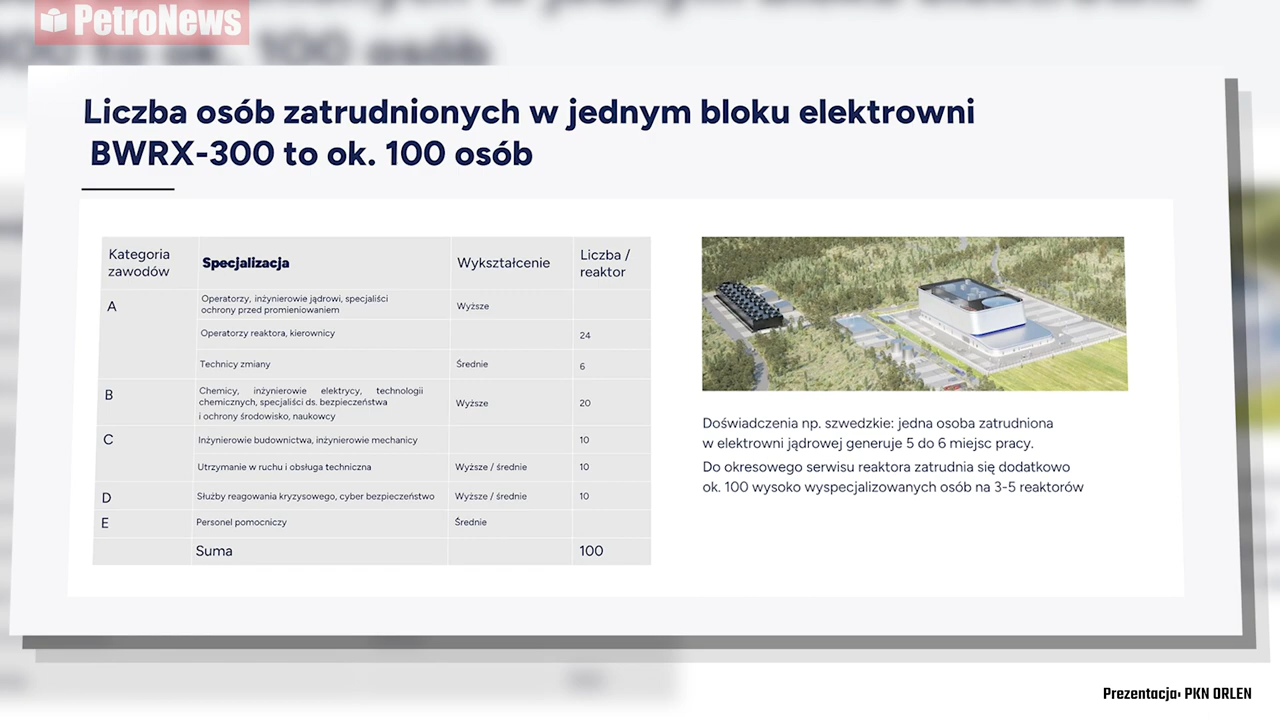 PetroNews
Liczba osób zatrudnionych w jednym bloku elektrowni
BWRX-300 to ok. 100 osób
Kategoria
zawodów
Specjalizacja
Wykształcenie
Liczba /
reaktor
A
Operatorzy, inżynierowie jądrowi, specjaliści
ochrony przed promieniowaniem
Wyższe
Operatorzy reaktora, kierownicy
24
Technicy zmiany
Średnie
6
B
Chemicy, inżynierowie elektrycy, technologii
chemicznych, specjaliści ds. bezpieczeństwa
i ochrony środowisko, naukowcy
Wyższe
20
C
Inżynierowie budownictwa, inżynierowie mechanicy
10
Utrzymanie w ruchu i obsługa techniczna
Wyższe / średnie
10
D
Służby reagowania kryzysowego, cyber bezpieczeństwo
Wyższe / średnie
10
E
Personel pomocniczy
Średnie
Suma
100
Doświadczenia np. szwedzkie: jedna osoba zatrudniona
w elektrowni jądrowej generuje 5 do 6 miejsc pracy.
Do okresowego serwisu reaktora zatrudnia się dodatkowo
ok. 100 wysoko wyspecjalizowanych osób na 3-5 reaktorów
to ok. 100 osób
Prezentacja: PKN ORLEN